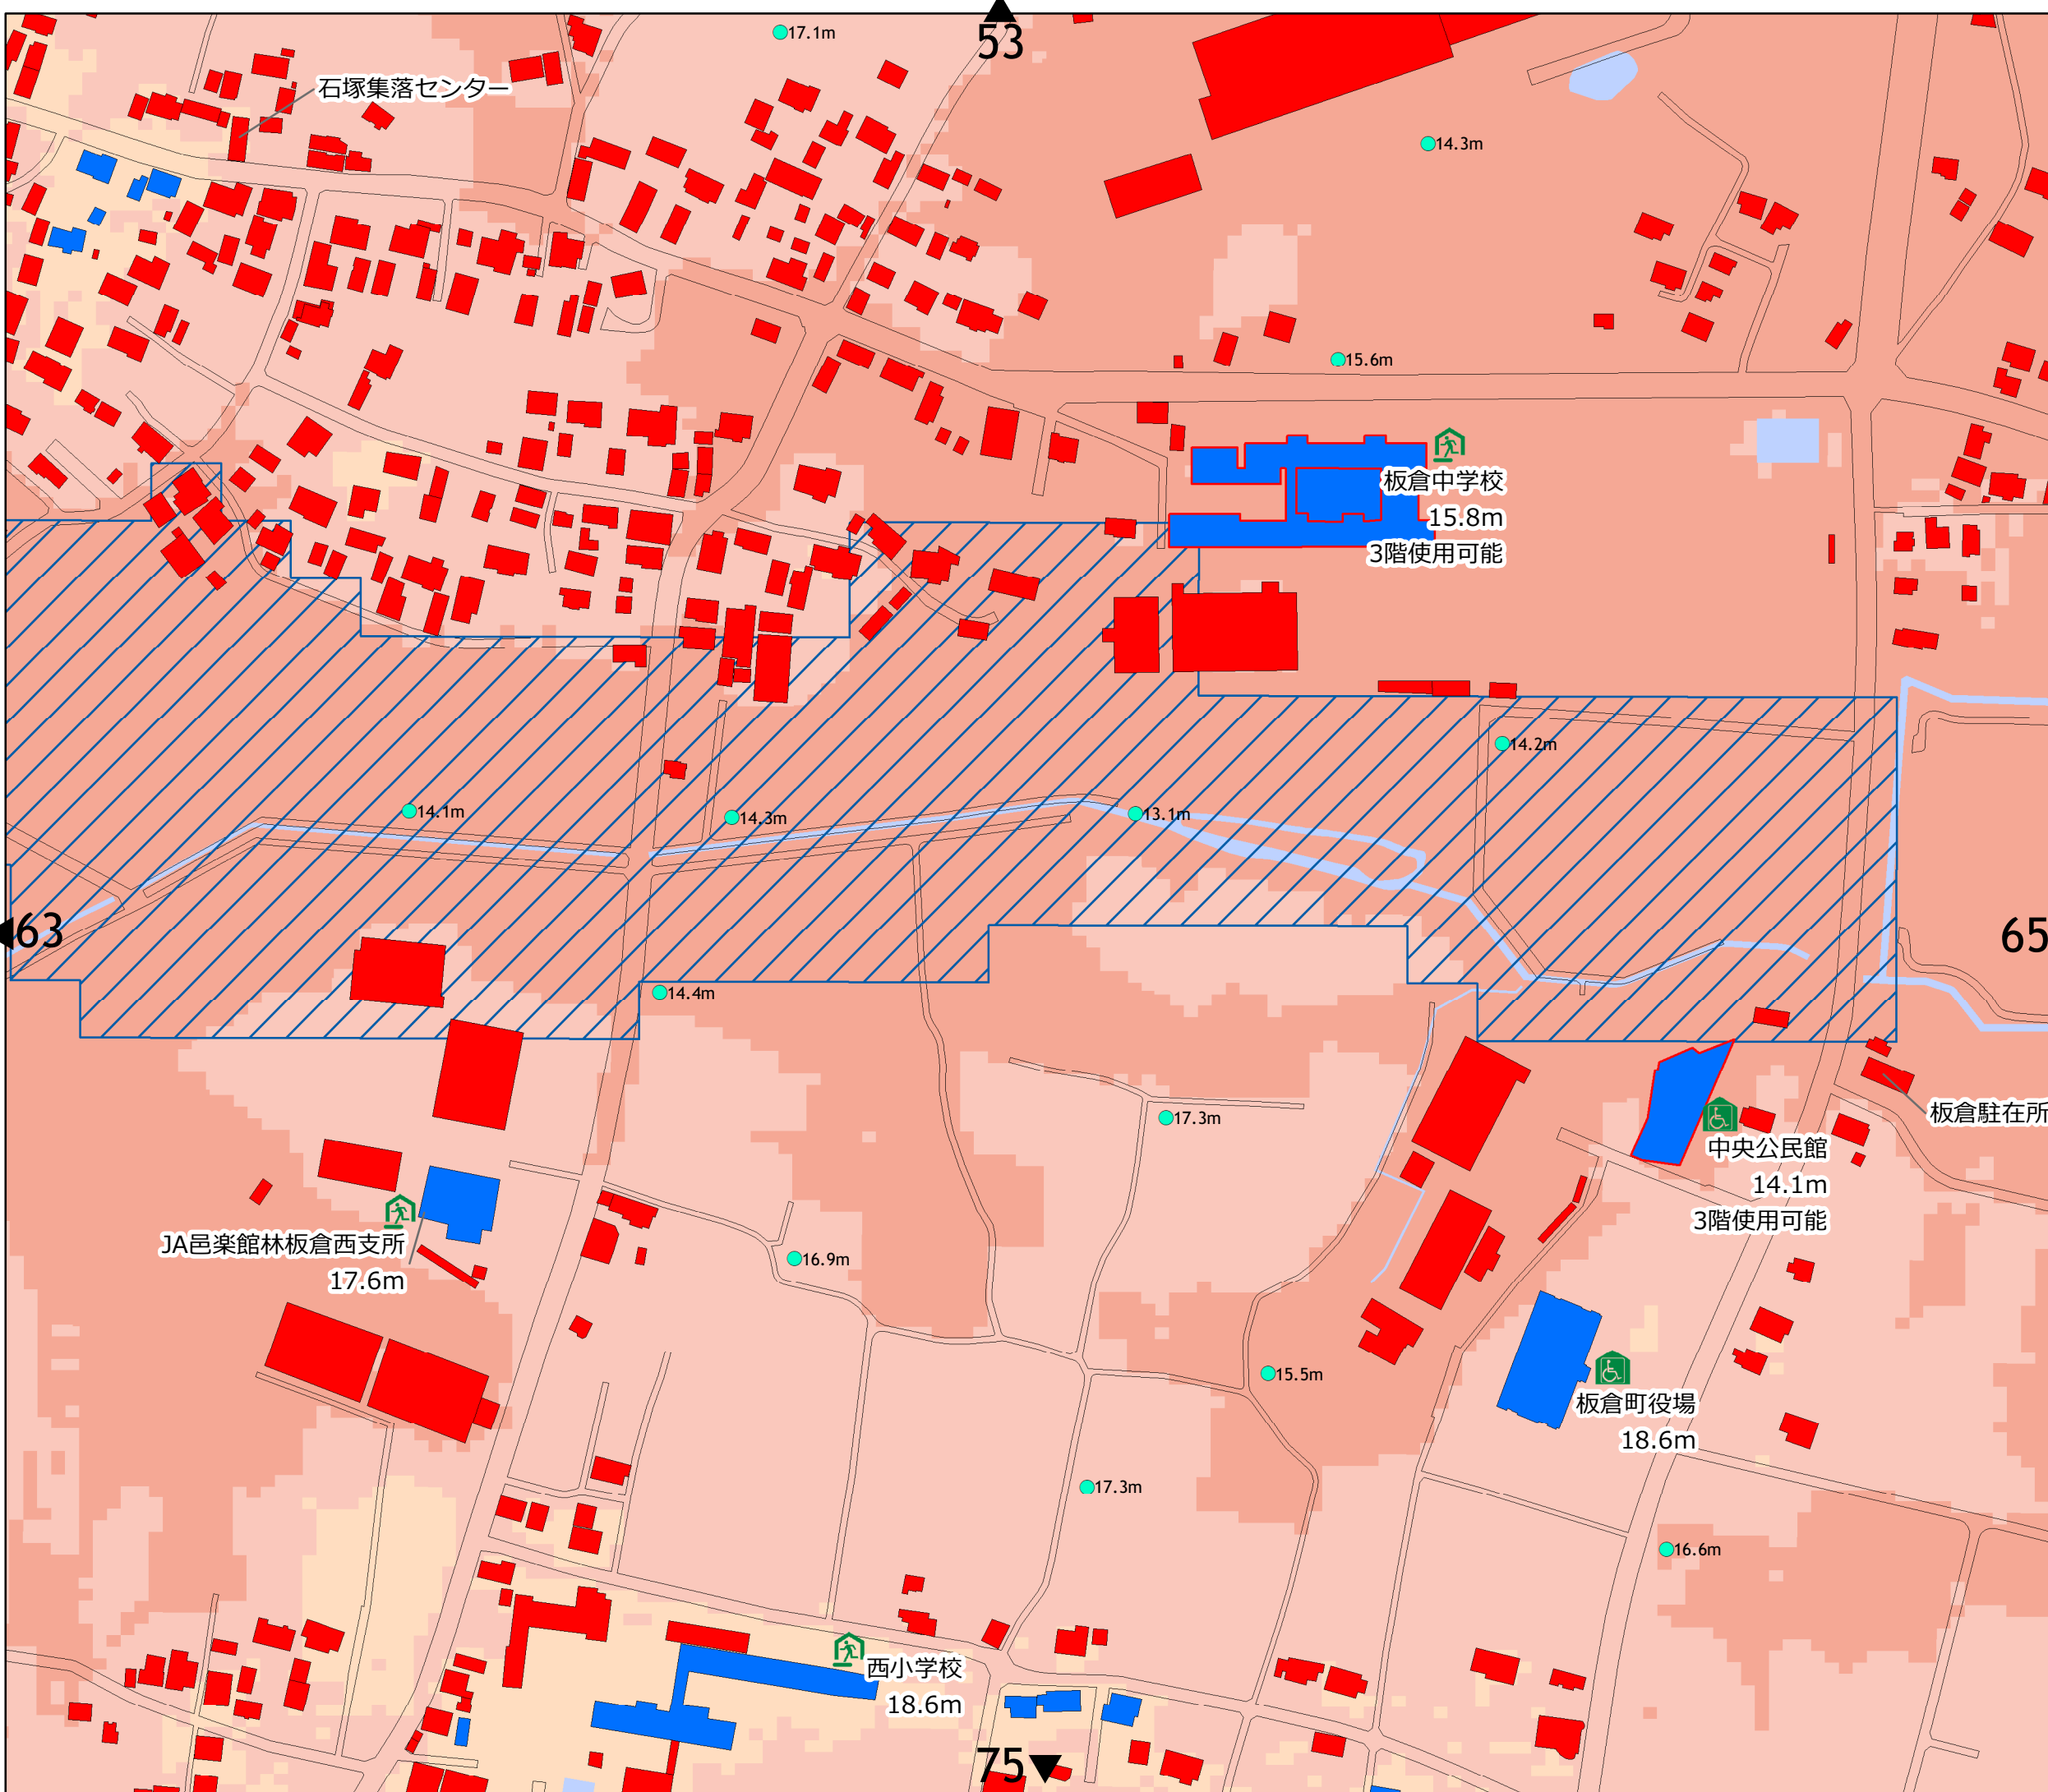 17.1m
53
石塚集落センター
14.3m
15.6m
板倉中学校
15.8m
3階使用可能
14.2m
14.1m
14.3m
13.1m
63
65
14.4m
17.3m
板倉駐在所
中央公民館
14.1m
3階使用可能
JA邑楽館林板倉西支所
17.6m
16.9m
15.5m
板倉町役場
18.6m
17.3m
16.6m
西小学校
18.6m
75